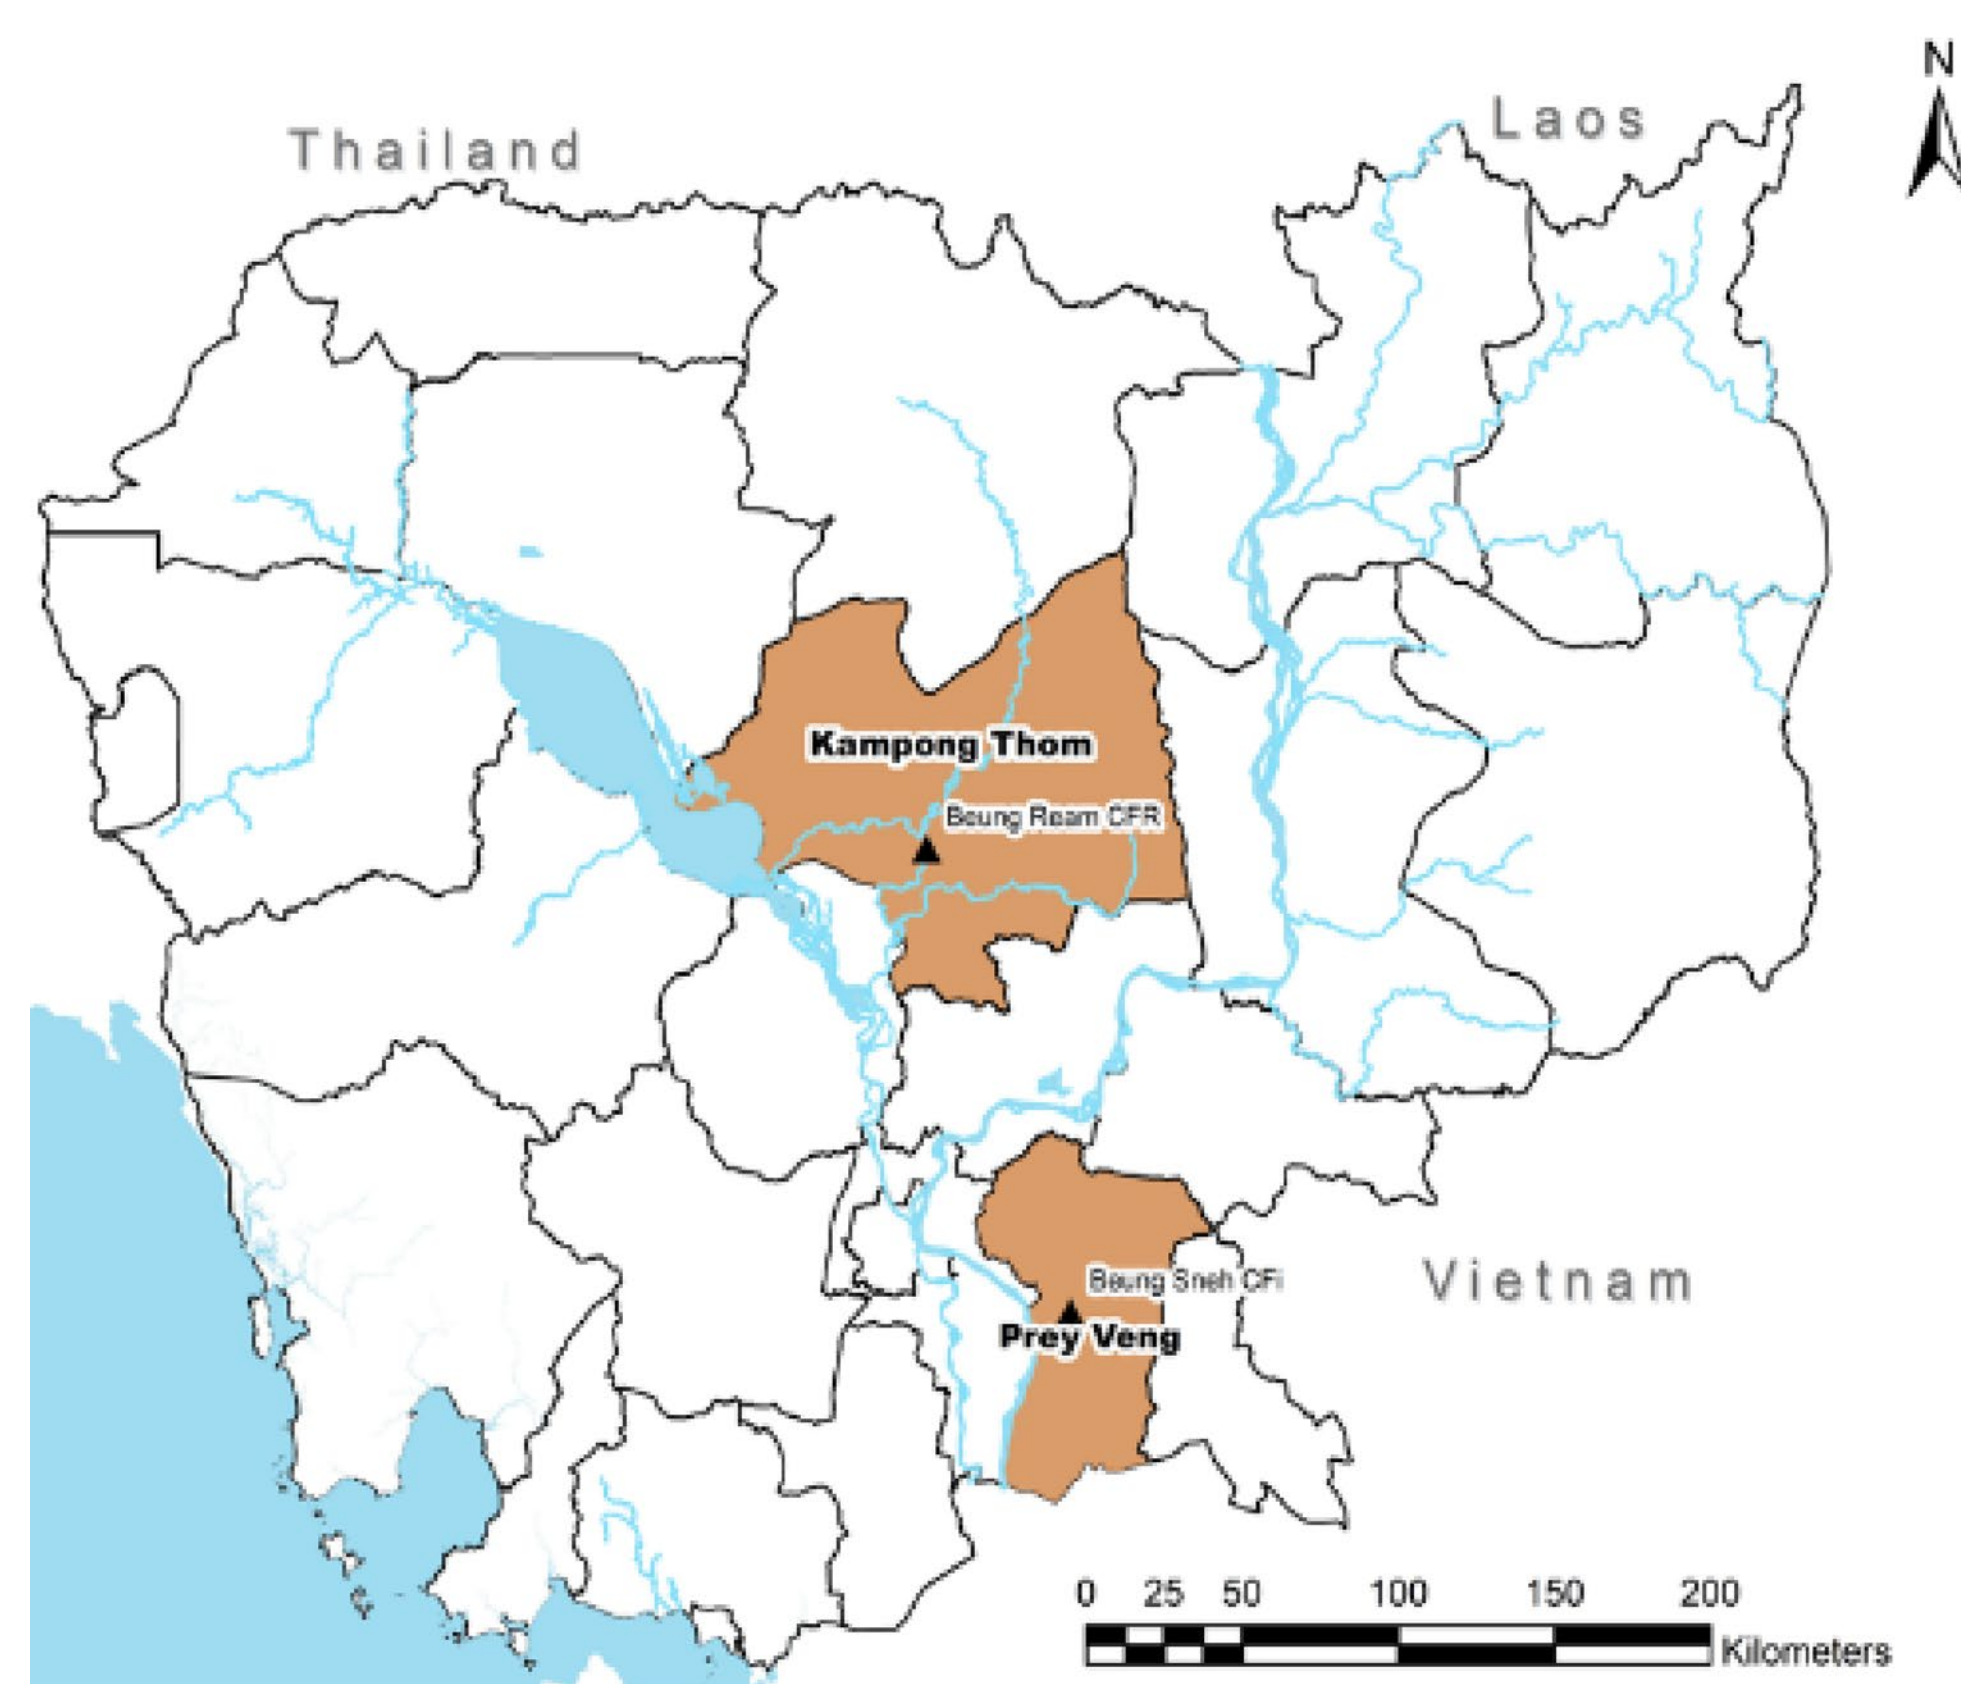 N
Laos
Thailand
Kampong Thom
Beung Ream CFR
Beung Sneh CFi
Vietnam
Prey Veng
0 25 50 100 150 200
Kilometers